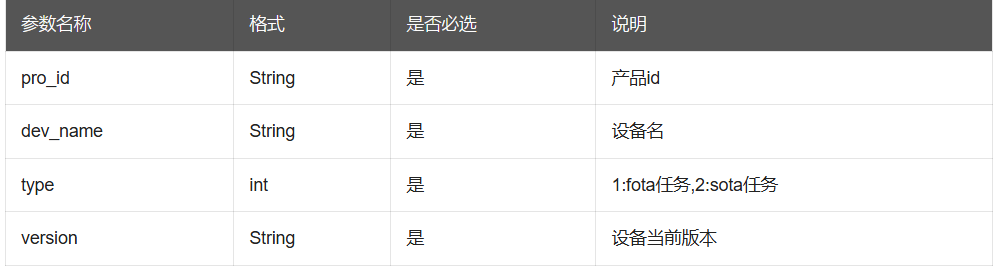 参数名称 格式 是否必选 说明
pro_id String 是 产品id
dev_name String 是 设备名
type int 是 1:fota任务,2:sota任务
version String 是 设备当前版本